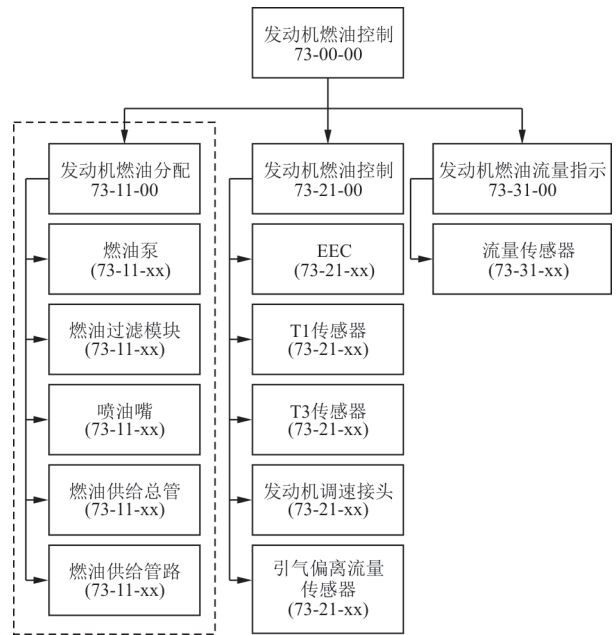 发动机燃油控制
73-00-00
发动机燃油分配
73-11-00
燃油泵
(73-11-xx)
燃油过滤模块
(73-11-xx)
喷油嘴
(73-11-xx)
燃油供给总管
(73-11-xx)
燃油供给管路
(73-11-xx)
发动机燃油控制
73-21-00
EEC
(73-21-xx)
T1传感器
(73-21-xx)
T3传感器
(73-21-xx)
发动机调速接头
(73-21-xx)
引气偏离流量
传感器
(73-21-xx)
发动机燃油流量指示
73-31-00
流量传感器
(73-31-xx)